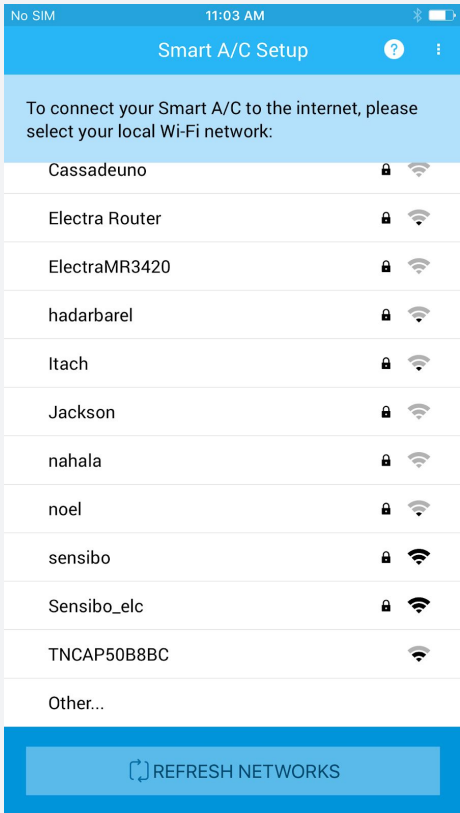 No SIM 11:03 AM
Smart A/C Setup ?
To connect your Smart A/C to the internet, please
select your local Wi-Fi network:
Cassadeuno
Electra Router
ElectraMR3420
hadarbarel
Itach
Jackson
nahala
noel
sensibo
Sensibo_elc
TNCAP50B8BC
Other...
REFRESH NETWORKS